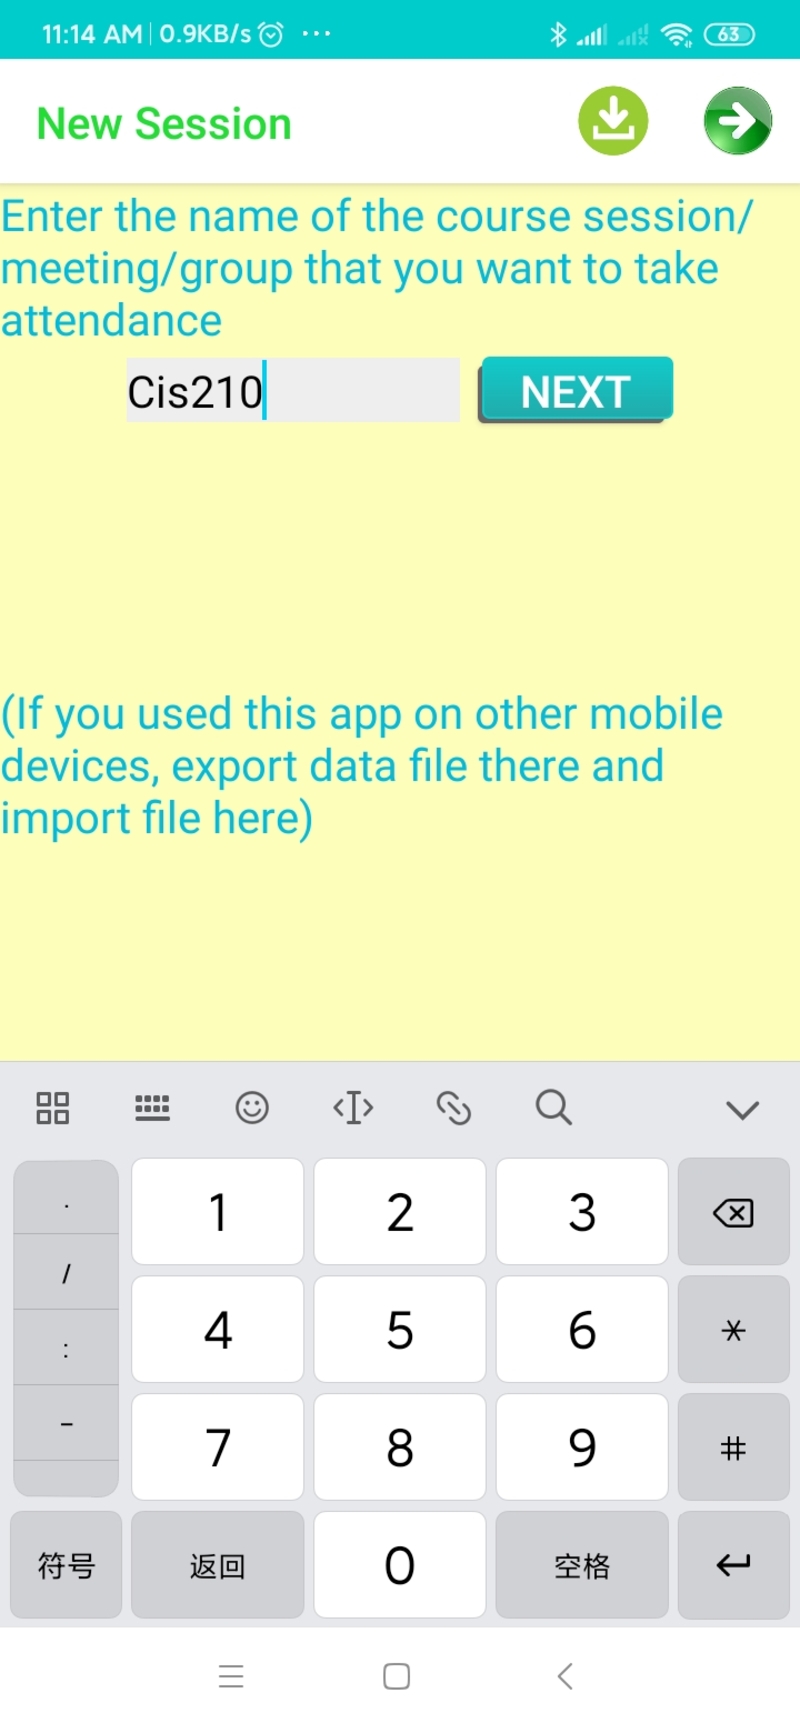 11:14 AM | 0.9KB/s ... 63
New Session
Enter the name of the course session/
meeting/group that you want to take
attendance
Cis210 NEXT
(If you used this app on other mobile
devices, export data file there and
import file here)
. 1 2 3
/ 4 5 6 *
:
- 7 8 9 #
符号 返回 0 空格